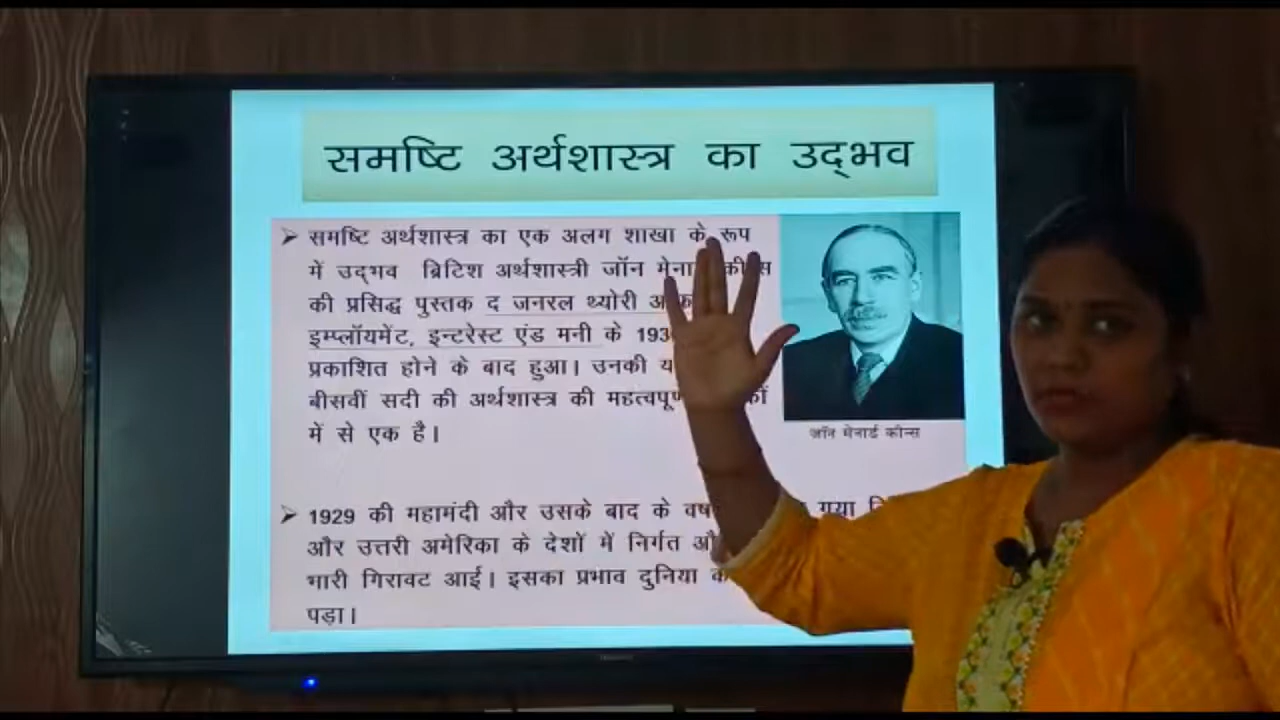 समष्टि अर्थशास्त्र का उद्भव
➢ समष्टि अर्थशास्त्र का एक अलग शाखा के रूप
में उद्भव ब्रिटिश अर्थशास्त्री जॉन
की प्रसिद्ध पुस्तक द जनरल थ्योरी
इम्प्लॉयमेंट, इन्टरेस्ट एंड मनी के
प्रकाशित होने के बाद हुआ। उनकी
बीसवीं सदी की अर्थशास्त्र की
में से एक है।
जॉन मेनार्ड कीन्स
➢ 1929 की महामंदी और उसके बाद के गया
और उत्तरी अमेरिका के देशों में निर्गत
भारी गिरावट आई। इसका प्रभाव दुनिया
पड़ा।